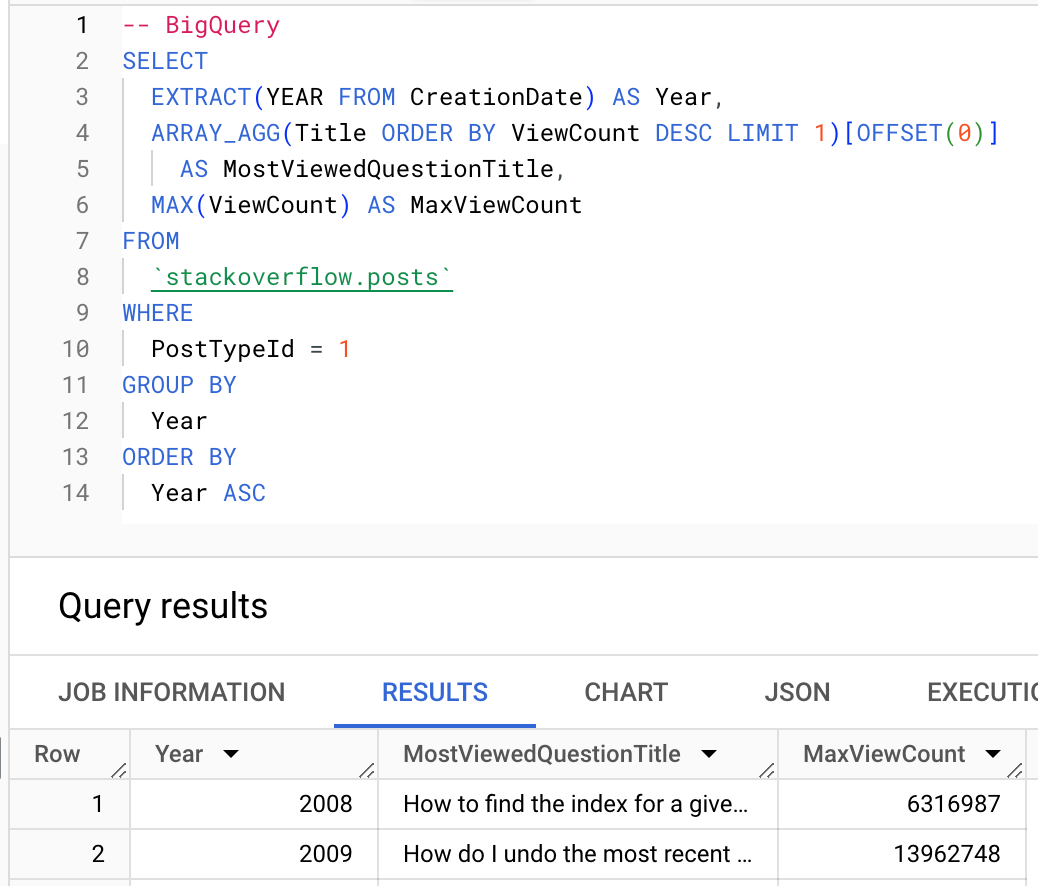 1 -- BigQuery
2 SELECT
3 EXTRACT(YEAR FROM CreationDate) AS Year,
4 ARRAY_AGG(Title ORDER BY ViewCount DESC LIMIT 1)[OFFSET(0)]
5 AS MostViewedQuestionTitle,
6 MAX(ViewCount) AS MaxViewCount
7 FROM
8 `stackoverflow.posts`
9 WHERE
10 PostTypeId = 1
11 GROUP BY
12 Year
13 ORDER BY
14 Year ASC
Query results
JOB INFORMATION RESULTS CHART JSON EXECUTIO
Row Year MostViewedQuestionTitle MaxViewCount
1 2008 How to find the index for a give... 6316987
2 2009 How do I undo the most recent ... 13962748